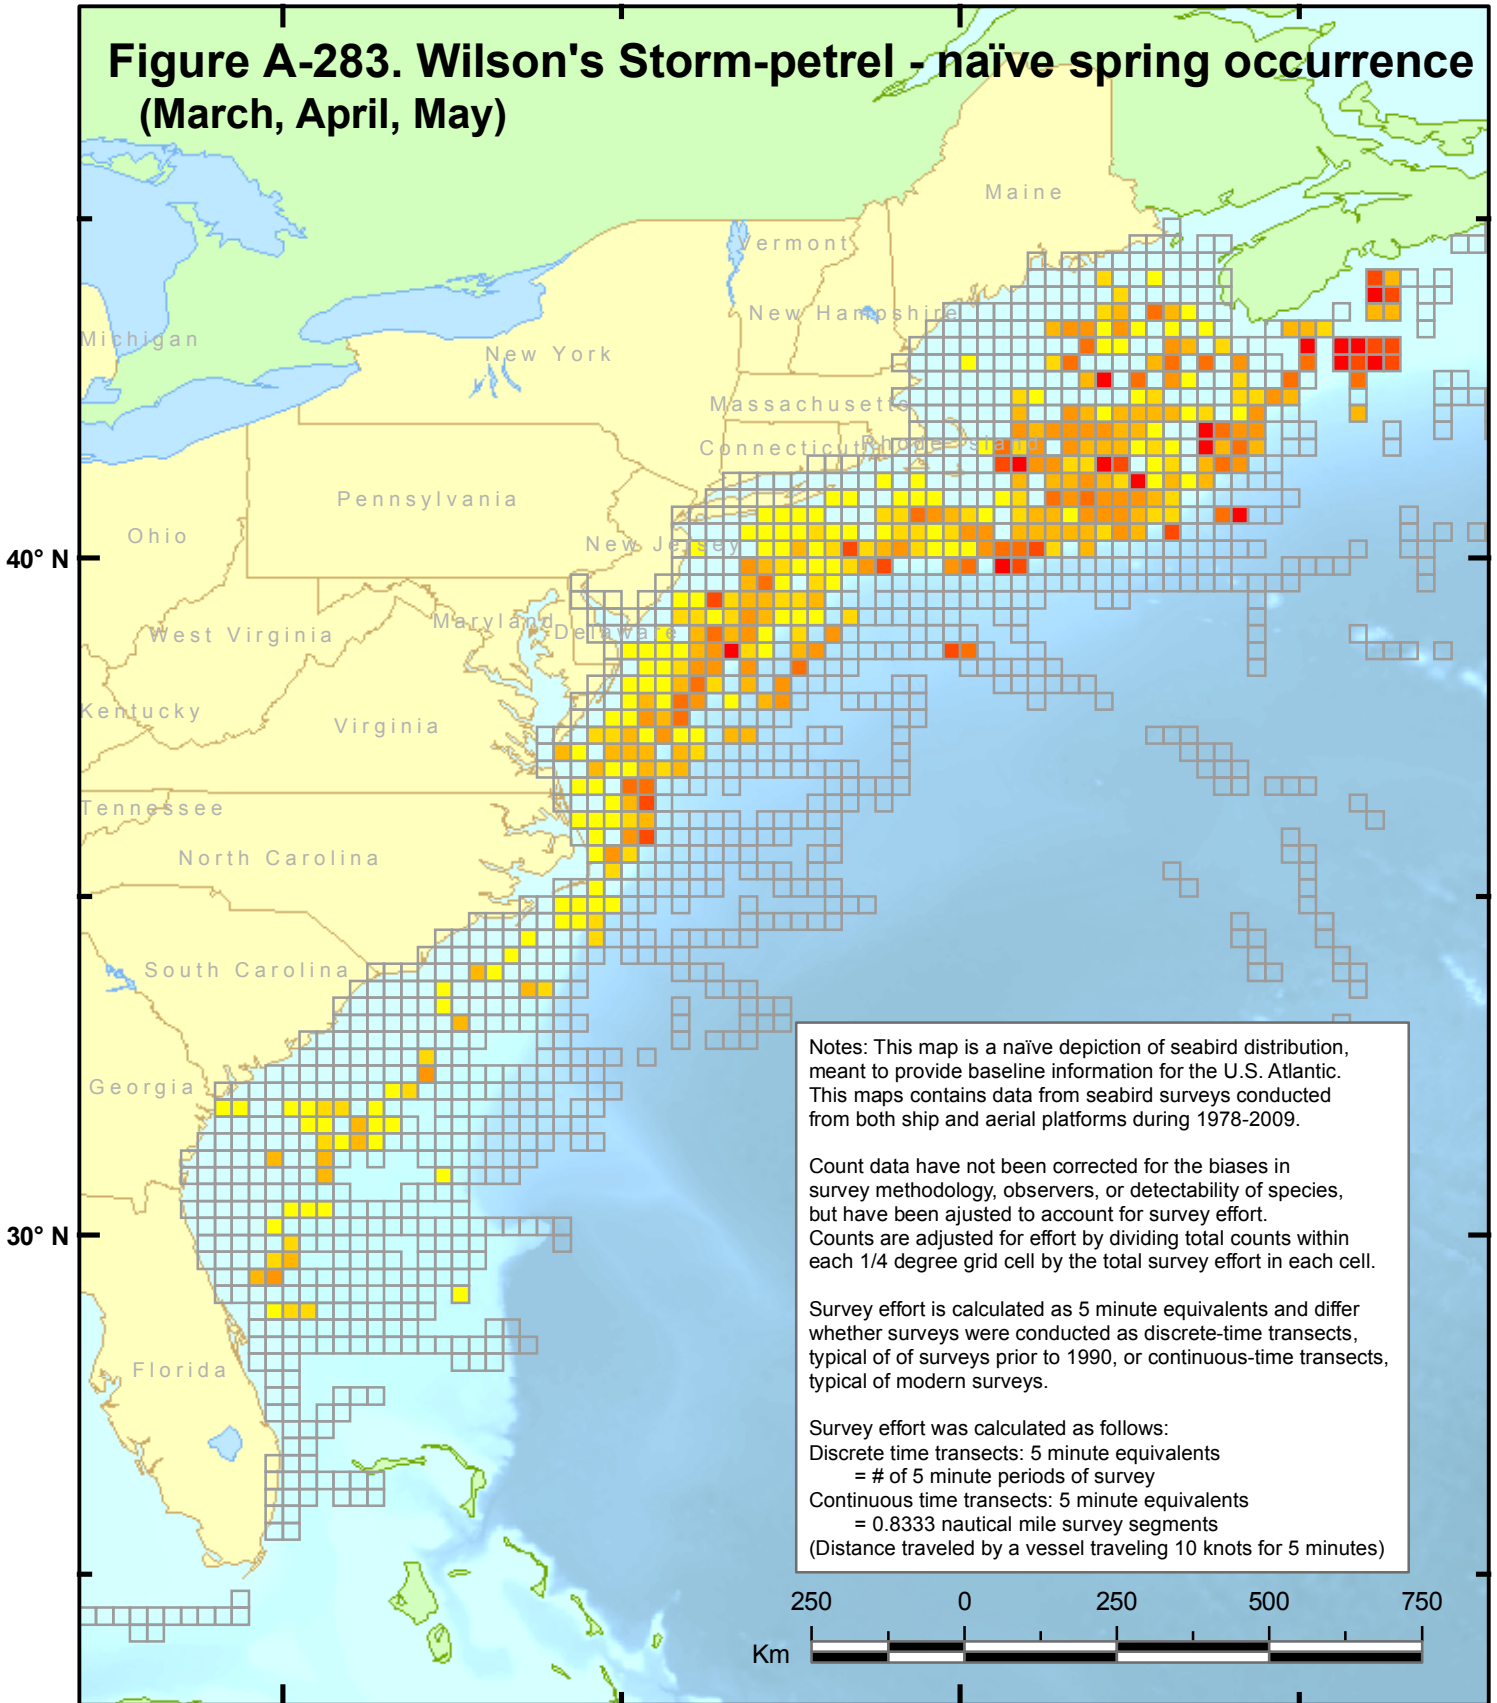 Figure A-283. Wilson's Storm-petrel - naïve spring occurrence
(March, April, May)
Maine
Vermont
New Hampshire
Michigan
New York
Massachusetts
Connecticut
Rhode Island
Pennsylvania
Ohio
New Jersey
40° N
West Virginia
Maryland
Delaware
Kentucky
Virginia
Tennessee
North Carolina
South Carolina
Georgia
30° N
Florida
Notes: This map is a naïve depiction of seabird distribution,
meant to provide baseline information for the U.S. Atlantic.
This maps contains data from seabird surveys conducted
from both ship and aerial platforms during 1978-2009.
Count data have not been corrected for the biases in
survey methodology, observers, or detectability of species,
but have been ajusted to account for survey effort.
Counts are adjusted for effort by dividing total counts within
each 1/4 degree grid cell by the total survey effort in each cell.
Survey effort is calculated as 5 minute equivalents and differ
whether surveys were conducted as discrete-time transects,
typical of of surveys prior to 1990, or continuous-time transects,
typical of modern surveys.
Survey effort was calculated as follows:
Discrete time transects: 5 minute equivalents
= # of 5 minute periods of survey
Continuous time transects: 5 minute equivalents
= 0.8333 nautical mile survey segments
(Distance traveled by a vessel traveling 10 knots for 5 minutes)
250 0 250 500 750
Km